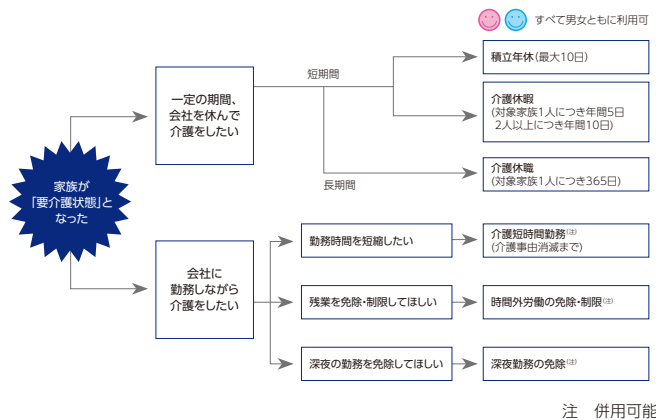 すべて男女ともに利用可
家族が
「要介護状態」と
なった
一定の期間、
会社を休んで
介護をしたい
短期間
積立年休(最大10日)
介護休暇
(対象家族1人につき年間5日
2人以上につき年間10日)
長期間
介護休職
(対象家族1人につき365日)
会社に
勤務しながら
介護をしたい
勤務時間を短縮したい
介護短時間勤務(注)
(介護事由消滅まで)
残業を免除・制限してほしい
時間外労働の免除・制限(注)
深夜の勤務を免除してほしい
深夜勤務の免除(注)
注　併用可能